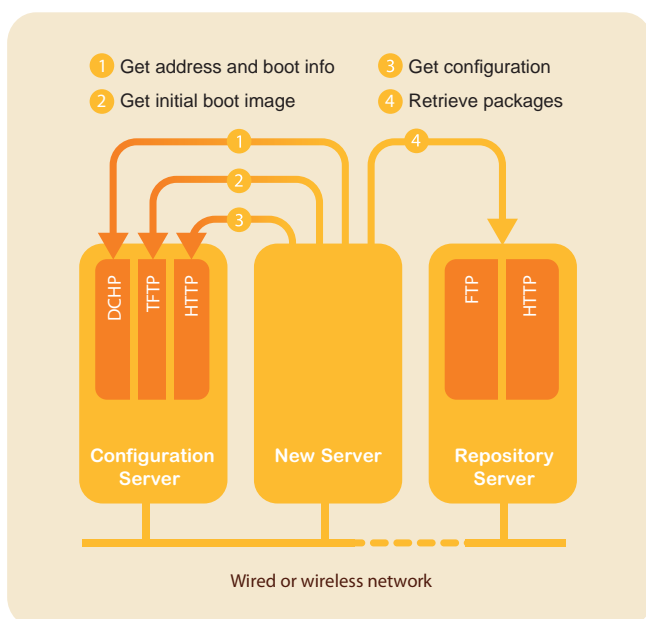 1 Get address and boot info
2 Get initial boot image
3 Get configuration
4 Retrieve packages
1
2
3
4
DCHP
TFTP
HTTP
FTP
HTTP
Configuration
Server
New Server
Repository
Server
Wired or wireless network